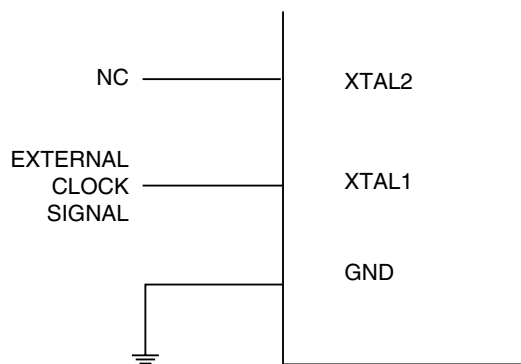 NC
XTAL2
EXTERNAL
CLOCK
SIGNAL
XTAL1
GND